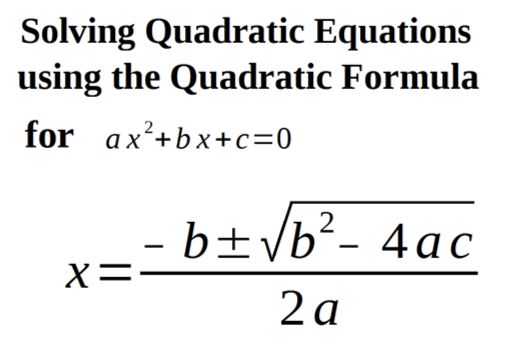 Solving Quadratic Equations
using the Quadratic Formula
for ax²+bx+c=0
x=(-b±√(b²-4ac))/(2a)